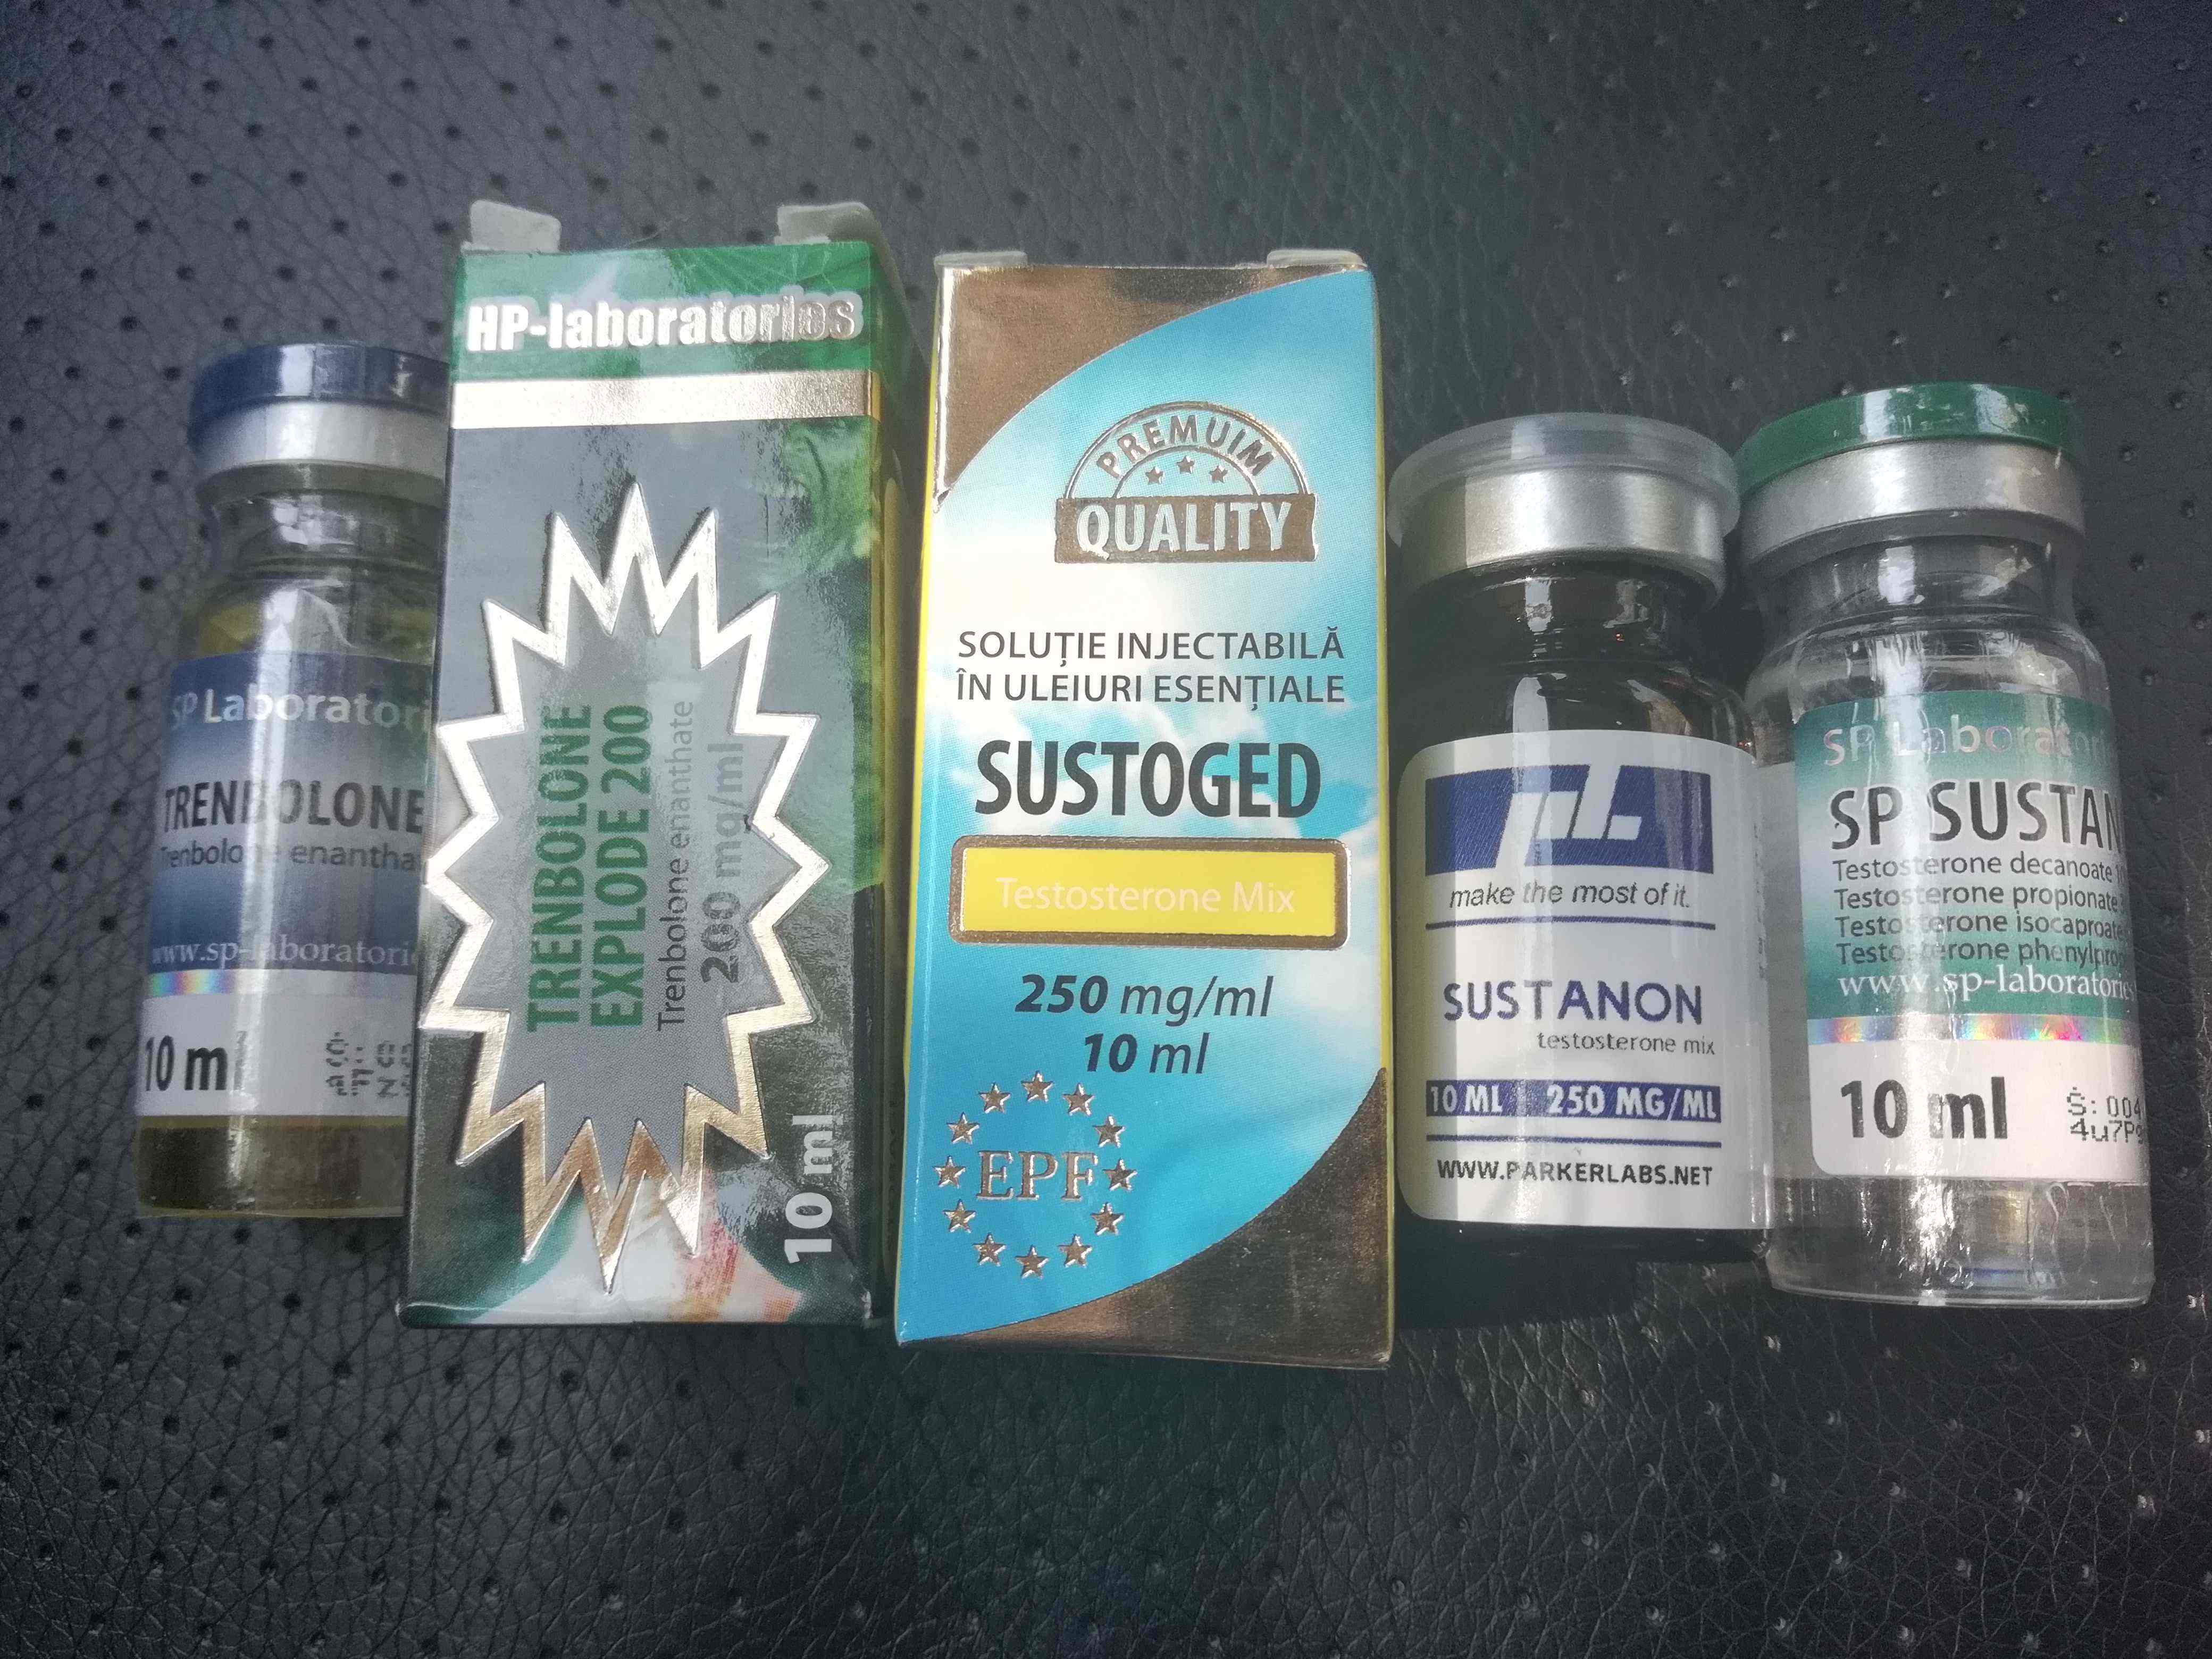 SP Laborator
TRENBOLONE
Trenbolone enantha
www.sp-laborator
10 ml
HP-laboratories
TRENBOLONE
EXPLODE 200
Trenbolone enanthate
200 mg/ml
10 ml
PREMUIM
QUALITY
SOLUȚIE INJECTABILĂ
ÎN ULEIURI ESENȚIALE
SUSTOGED
Testosterone Mix
250 mg/ml
10 ml
EPF
make the most of it.
SUSTANON
testosterone mix
10 ML 250 MG/ML
WWW.PARKERLABS.NET
SP Laborator
SP SUSTAN
Testosterone decanoate
Testosterone propionate
Testosterone isocaproate
Testosterone phenylpro
www.sp-laboratorie
10 ml
S: 004